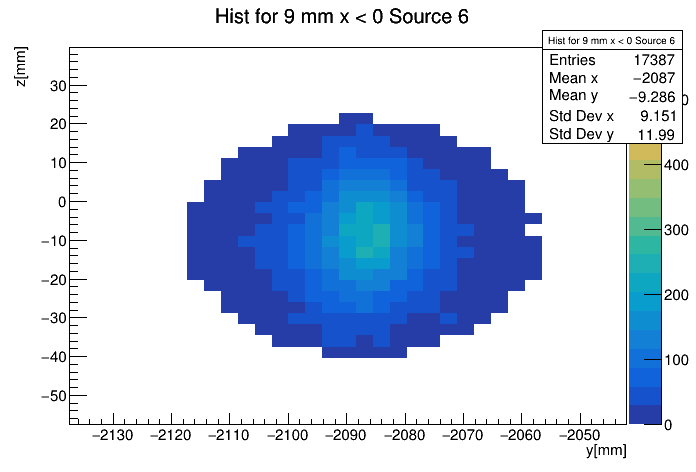 Hist for 9 mm x < 0 Source 6
z[mm]
Hist for 9 mm x < 0 Source 6
Entries 17387
Mean x −2087
Mean y −9.286
Std Dev x 9.151
Std Dev y 11.99
30
20
10
0
−10
−20
−30
−40
−50
−2130 −2120 −2110 −2100 −2090 −2080 −2070 −2060 −2050
y[mm]
0
400
300
200
100
0